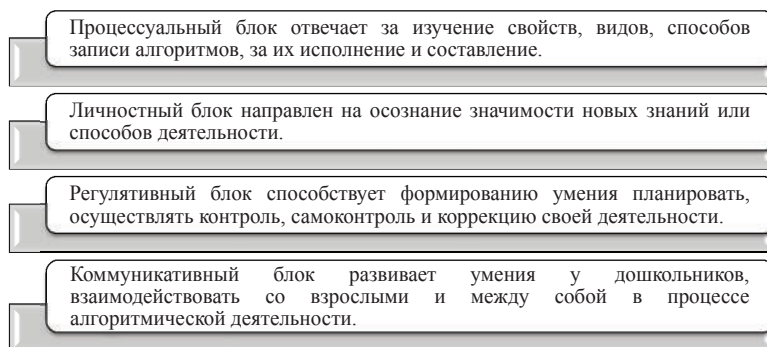 Процессуальный блок отвечает за изучение свойств, видов, способов
записи алгоритмов, за их исполнение и составление.
Личностный блок направлен на осознание значимости новых знаний или
способов деятельности.
Регулятивный блок способствует формированию умения планировать,
осуществлять контроль, самоконтроль и коррекцию своей деятельности.
Коммуникативный блок развивает умения у дошкольников,
взаимодействовать со взрослыми и между собой в процессе
алгоритмической деятельности.